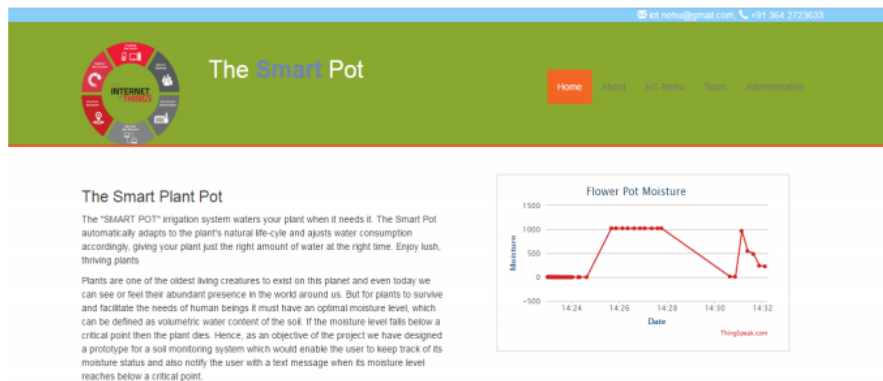 iot.nehu@gmail.com, +91 364 2723633
The Smart Pot
INTERNET
THINGS
Home About IoT-Nehu Team Administrative
The Smart Plant Pot
The "SMART POT" irrigation system waters your plant when it needs it. The Smart Pot
automatically adapts to the plant's natural life-cyle and ajusts water consumption
accordingly, giving your plant just the right amount of water at the right time. Enjoy lush,
thriving plants
Plants are one of the oldest living creatures to exist on this planet and even today we
can see or feel their abundant presence in the world around us. But for plants to survive
and facilitate the needs of human beings it must have an optimal moisture level, which
can be defined as volumetric water content of the soil. If the moisture level falls below a
critical point then the plant dies. Hence, as an objective of the project we have designed
a prototype for a soil monitoring system which would enable the user to keep track of its
moisture status and also notify the user with a text message when its moisture level
reaches below a critical point.
Flower Pot Moisture
1500
1000
500
0
-500
Moisture
14:24 14:26 14:28 14:30 14:32
Date
ThingSpeak.com